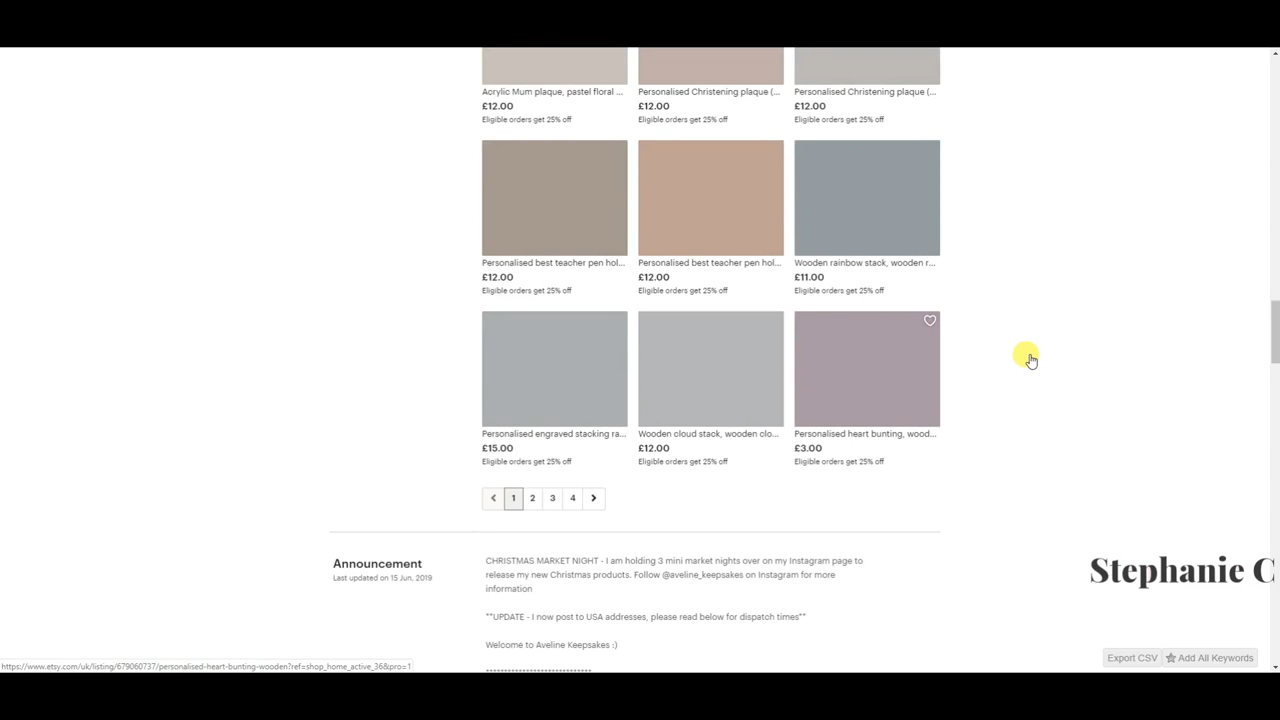 Acrylic Mum plaque, pastel floral ...
£12.00
Eligible orders get 25% off
Personalised Christening plaque (...
£12.00
Eligible orders get 25% off
Personalised Christening plaque (...
£12.00
Eligible orders get 25% off
Personalised best teacher pen hol...
£12.00
Eligible orders get 25% off
Personalised best teacher pen hol...
£12.00
Eligible orders get 25% off
Wooden rainbow stack, wooden r...
£11.00
Eligible orders get 25% off
Personalised engraved stacking ra...
£15.00
Eligible orders get 25% off
Wooden cloud stack, wooden clo...
£12.00
Eligible orders get 25% off
Personalised heart bunting, wood...
£3.00
Eligible orders get 25% off
1 2 3 4
Announcement
Last updated on 15 Jun, 2019
CHRISTMAS MARKET NIGHT - I am holding 3 mini market nights over on my Instagram page to
release my new Christmas products. Follow @aveline_keepsakes on Instagram for more
information
**UPDATE - I now post to USA addresses, please read below for dispatch times**
Welcome to Aveline Keepsakes :)
Stephanie C
Export CSV
Add All Keywords
https://www.etsy.com/uk/listing/679060737/personalised-heart-bunting-wooden?ref=shop_home_active_36&pro=1